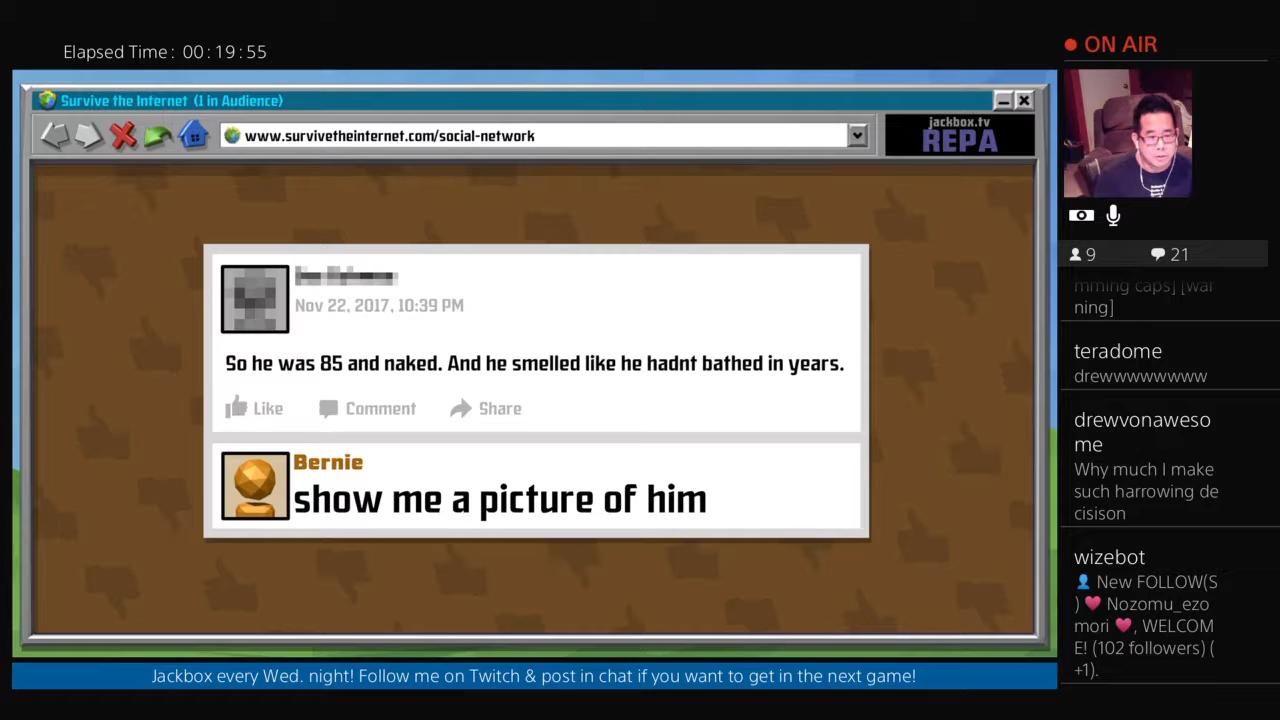 Elapsed Time: 00:19:55
ON AIR
Survive the Internet (1 in Audience)
www.survivetheinternet.com/social-network
jackbox.tv
REPA
Nov 22, 2017, 10:39 PM
So he was 85 and naked. And he smelled like he hadnt bathed in years.
Like Comment Share
Bernie
show me a picture of him
9 21
mming caps] [war
ning]
teradome
drewwwwwwww
drewvonaweso
me
Why much I make
such harrowing de
cisison
wizebot
👤 New FOLLOW(S
) ❤ Nozomu_ezo
mori ❤, WELCOM
E! (102 followers) (
+1).
Jackbox every Wed. night! Follow me on Twitch & post in chat if you want to get in the next game!